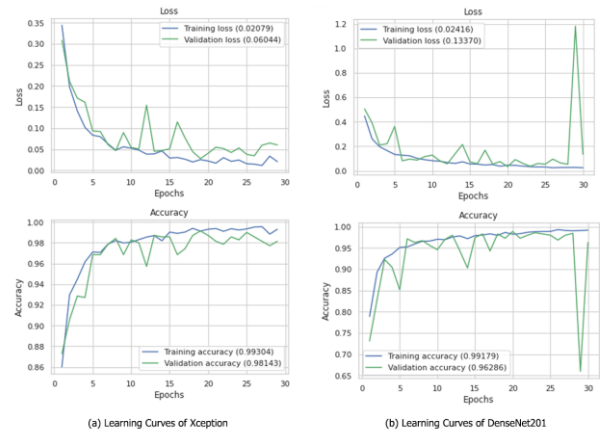 Loss
Training loss (0.02079)
Validation loss (0.06044)
0.35
0.30
0.25
0.20
0.15
0.10
0.05
0.00
Loss
0 5 10 15 20 25 30
Epochs
Accuracy
1.00
0.98
0.96
0.94
0.92
0.90
0.88
0.86
Accuracy
Training accuracy (0.99304)
Validation accuracy (0.98143)
0 5 10 15 20 25 30
Epochs
(a) Learning Curves of Xception
Loss
Training loss (0.02416)
Validation loss (0.13370)
1.2
1.0
0.8
0.6
0.4
0.2
0.0
Loss
0 5 10 15 20 25 30
Epochs
Accuracy
1.00
0.95
0.90
0.85
0.80
0.75
0.70
0.65
Accuracy
Training accuracy (0.99179)
Validation accuracy (0.96286)
0 5 10 15 20 25 30
Epochs
(b) Learning Curves of DenseNet201